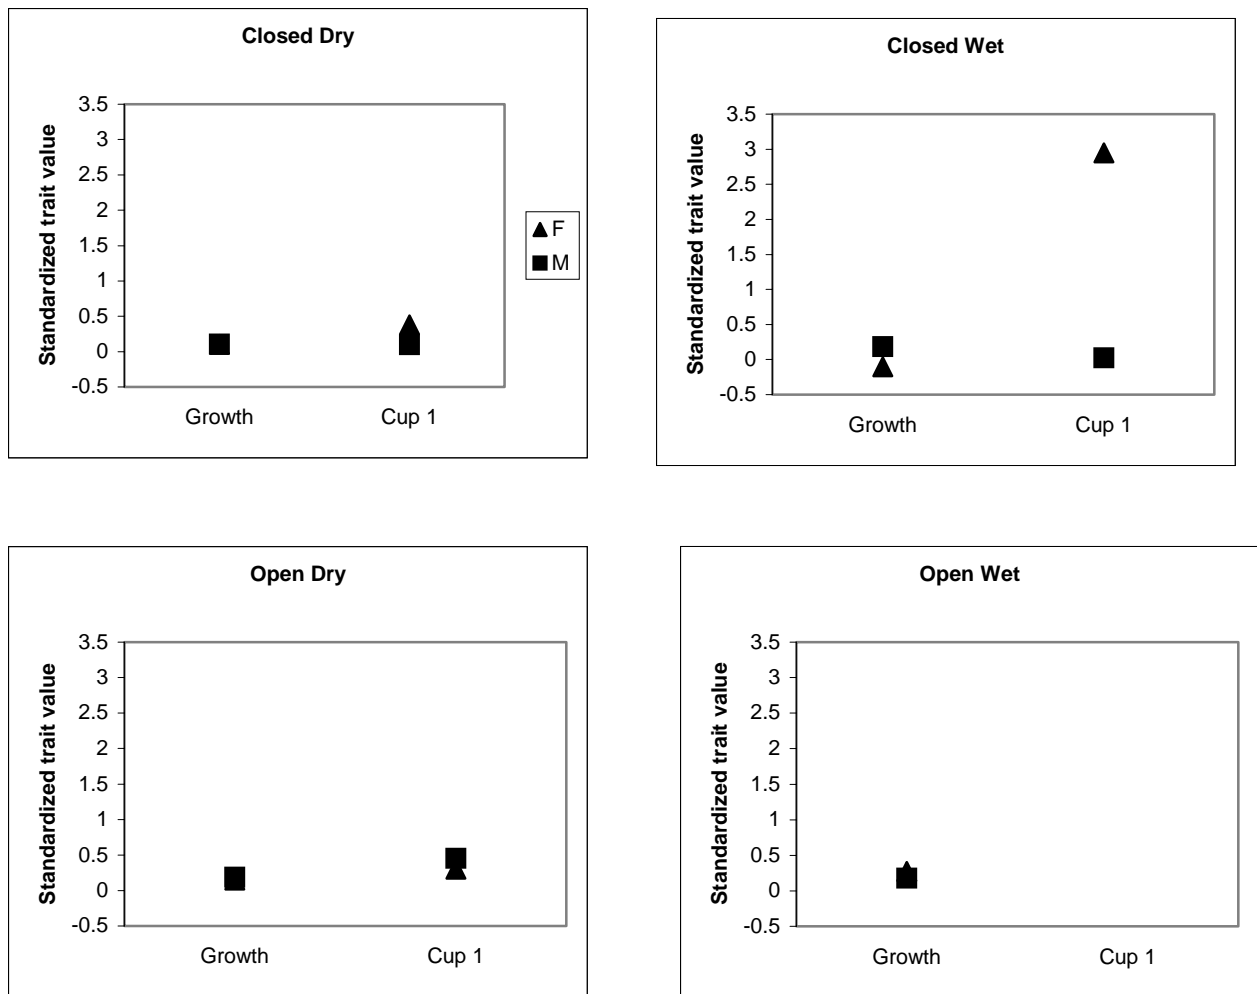 Closed Dry
Standardized trait value
3.5
3
2.5
2
1.5
1
0.5
0
-0.5
Growth Cup 1
F
M
Closed Wet
Standardized trait value
3.5
3
2.5
2
1.5
1
0.5
0
-0.5
Growth Cup 1
Open Dry
Standardized trait value
3.5
3
2.5
2
1.5
1
0.5
0
-0.5
Growth Cup 1
Open Wet
Standardized trait value
3.5
3
2.5
2
1.5
1
0.5
0
-0.5
Growth Cup 1